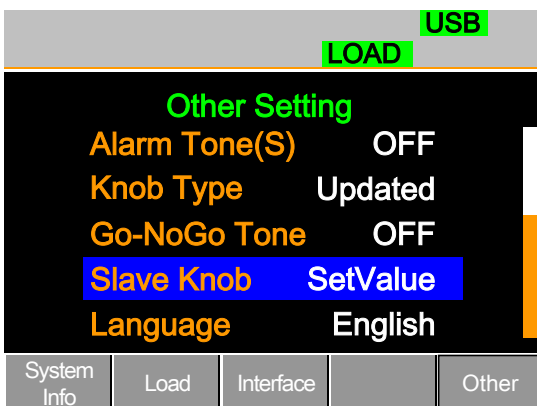 USB
LOAD
Other Setting
Alarm Tone(S) OFF
Knob Type Updated
Go-NoGo Tone OFF
Slave Knob SetValue
Language English
System Info Load Interface Other